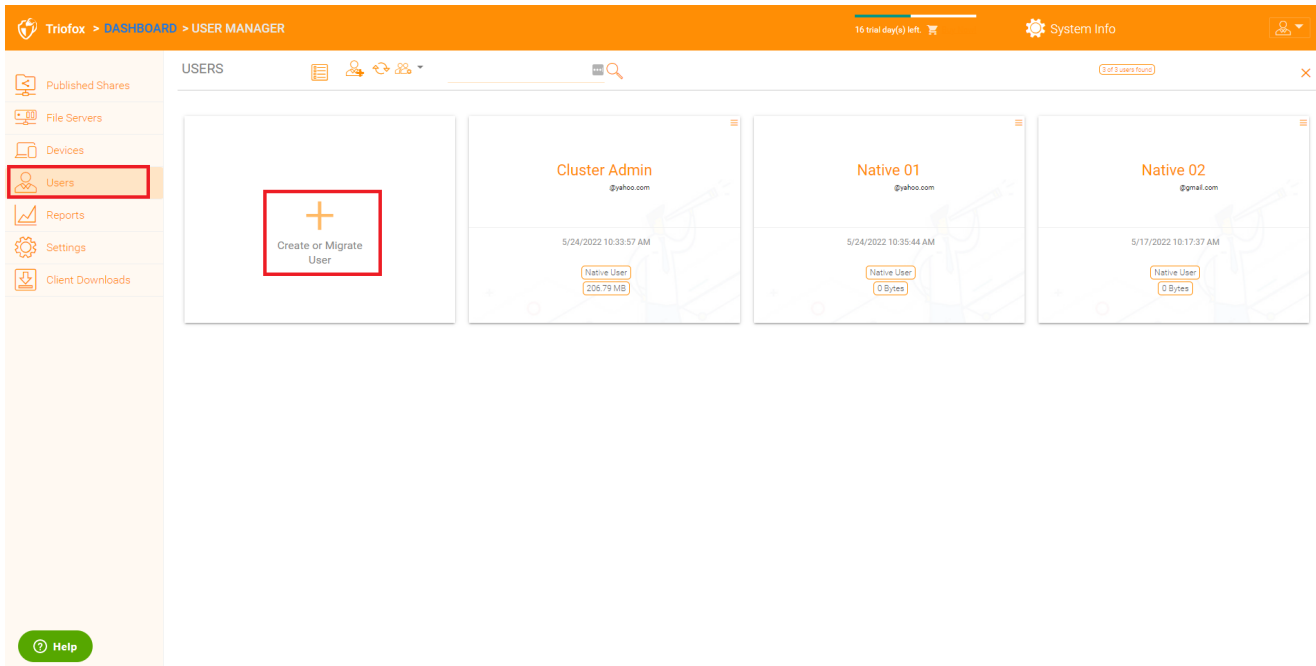 Triofox > DASHBOARD > USER MANAGER
16 trial day(s) left.
System Info
Published Shares
File Servers
Devices
Users
Reports
Settings
Client Downloads
Help
USERS
3 of 3 users found
Create or Migrate
User
Cluster Admin
@yahoo.com
5/24/2022 10:33:57 AM
Native User
206.79 MB
Native 01
@yahoo.com
5/24/2022 10:35:44 AM
Native User
0 Bytes
Native 02
@gmail.com
5/17/2022 10:17:37 AM
Native User
0 Bytes